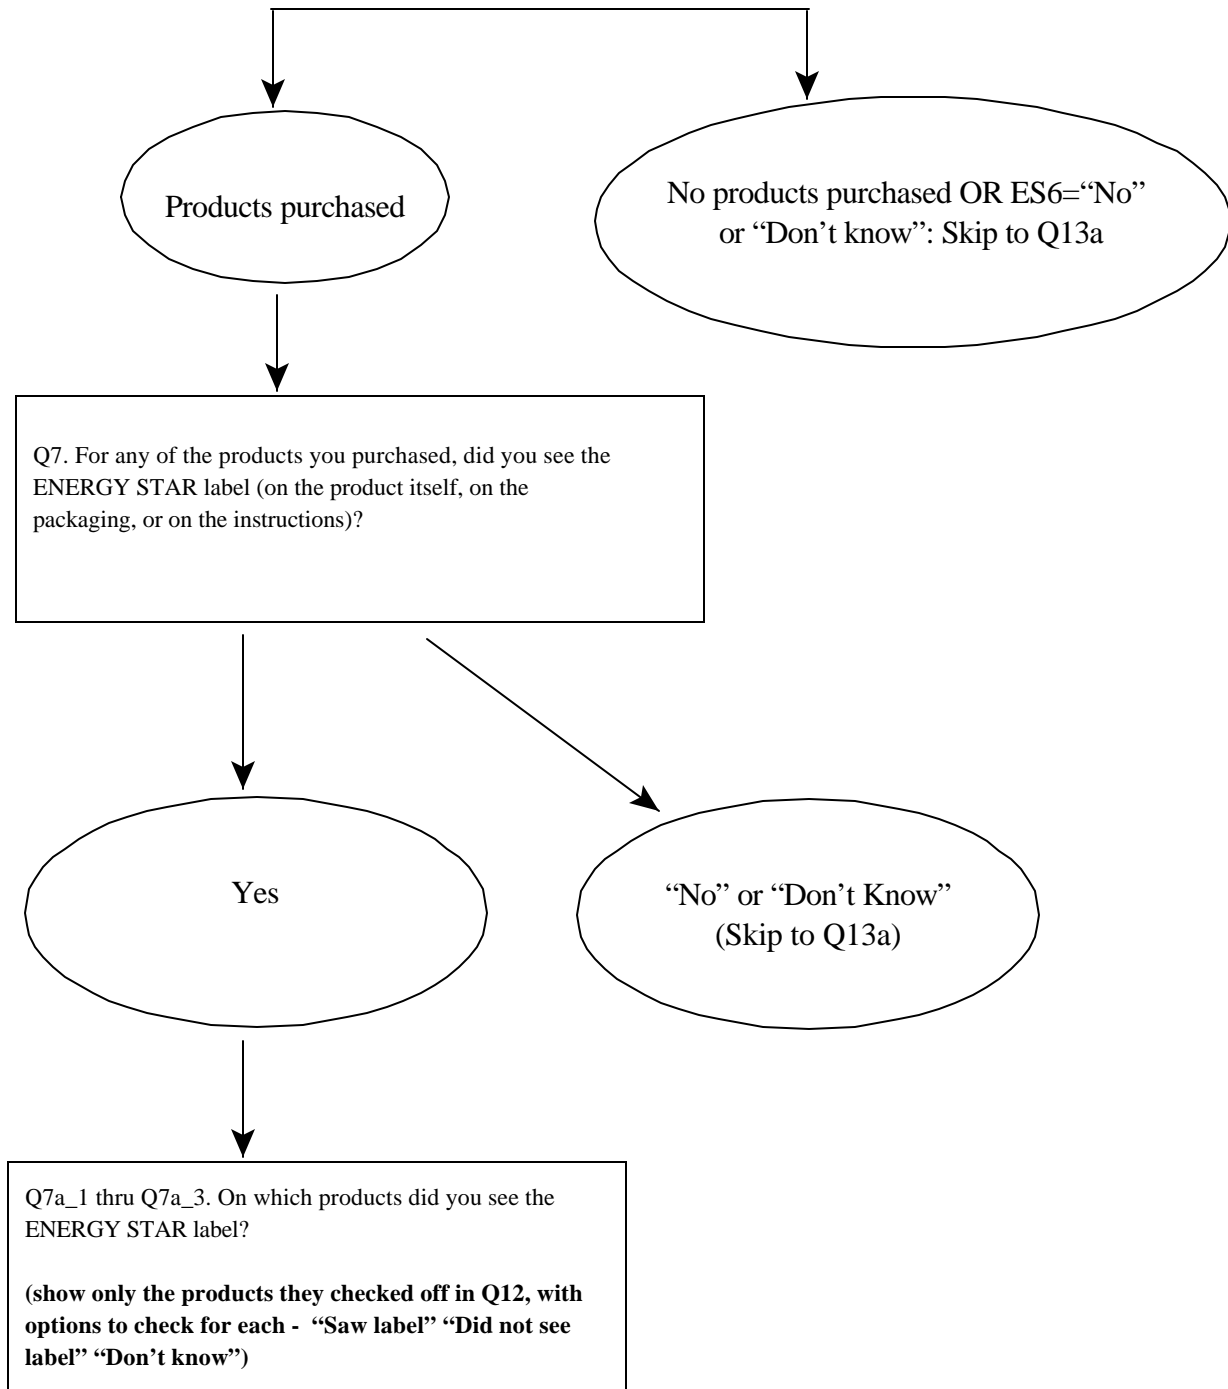 Products purchased
No products purchased OR ES6=“No”
or “Don’t know”: Skip to Q13a
Q7. For any of the products you purchased, did you see the
ENERGY STAR label (on the product itself, on the
packaging, or on the instructions)?
Yes
“No” or “Don’t Know”
(Skip to Q13a)
Q7a_1 thru Q7a_3. On which products did you see the
ENERGY STAR label?
(show only the products they checked off in Q12, with
options to check for each - “Saw label” “Did not see
label” “Don’t know”)